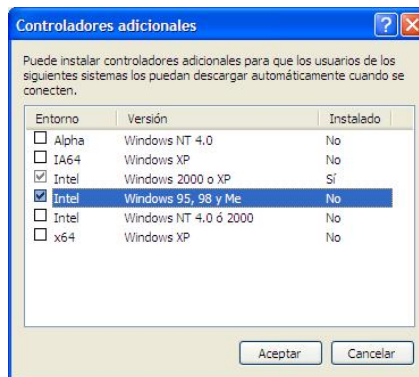 Controladores adicionales
Puede instalar controladores adicionales para que los usuarios de los
siguientes sistemas los puedan descargar automáticamente cuando se
conecten.
Entorno Versión Instalado
Alpha Windows NT 4.0 No
IA64 Windows XP No
Intel Windows 2000 o XP Sí
Intel Windows 95, 98 y Me No
Intel Windows NT 4.0 ó 2000 No
x64 Windows XP No
Aceptar Cancelar